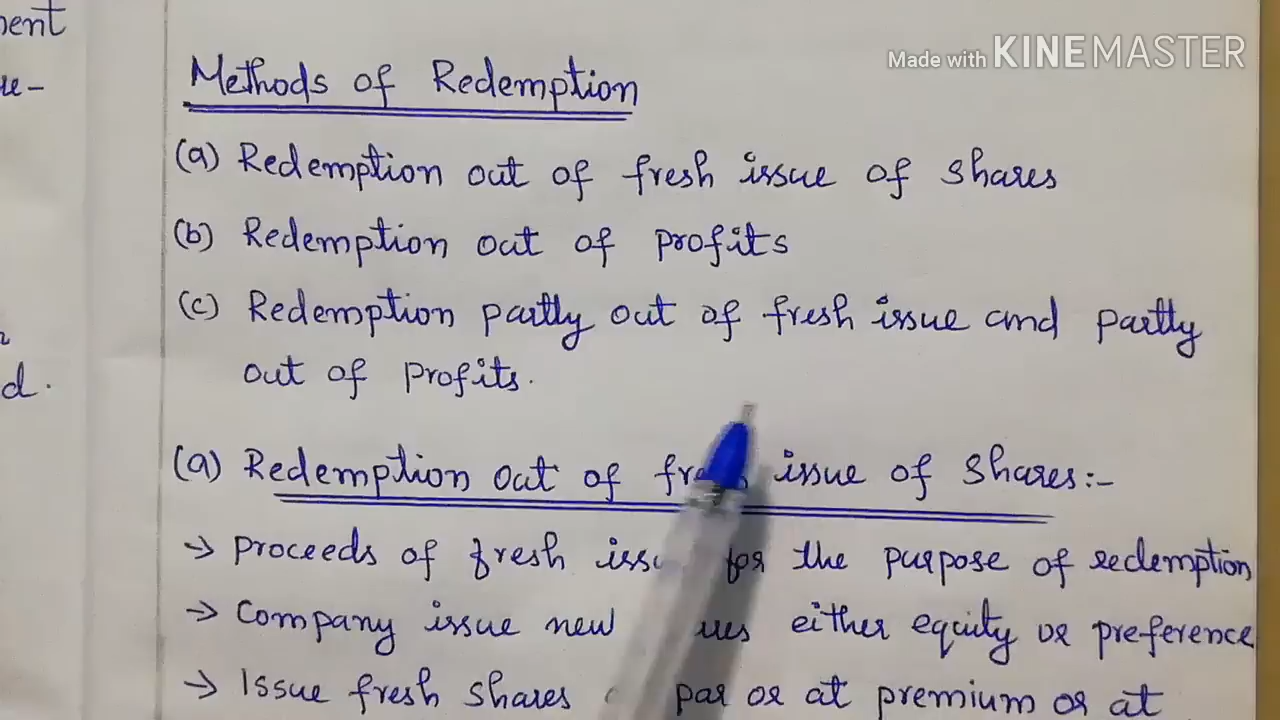 Made with KINEMASTER
nent
ue-
d.
Methods of Redemption
(a) Redemption out of fresh issue of shares
(b) Redemption out of profits
(c) Redemption partly out of fresh issue and partly
out of profits.
(a) Redemption out of issue of shares:-
→ proceeds of fresh for the purpose of redemption
→ Company issue new either equity or preference
→ Issue fresh shares par or at premium or at